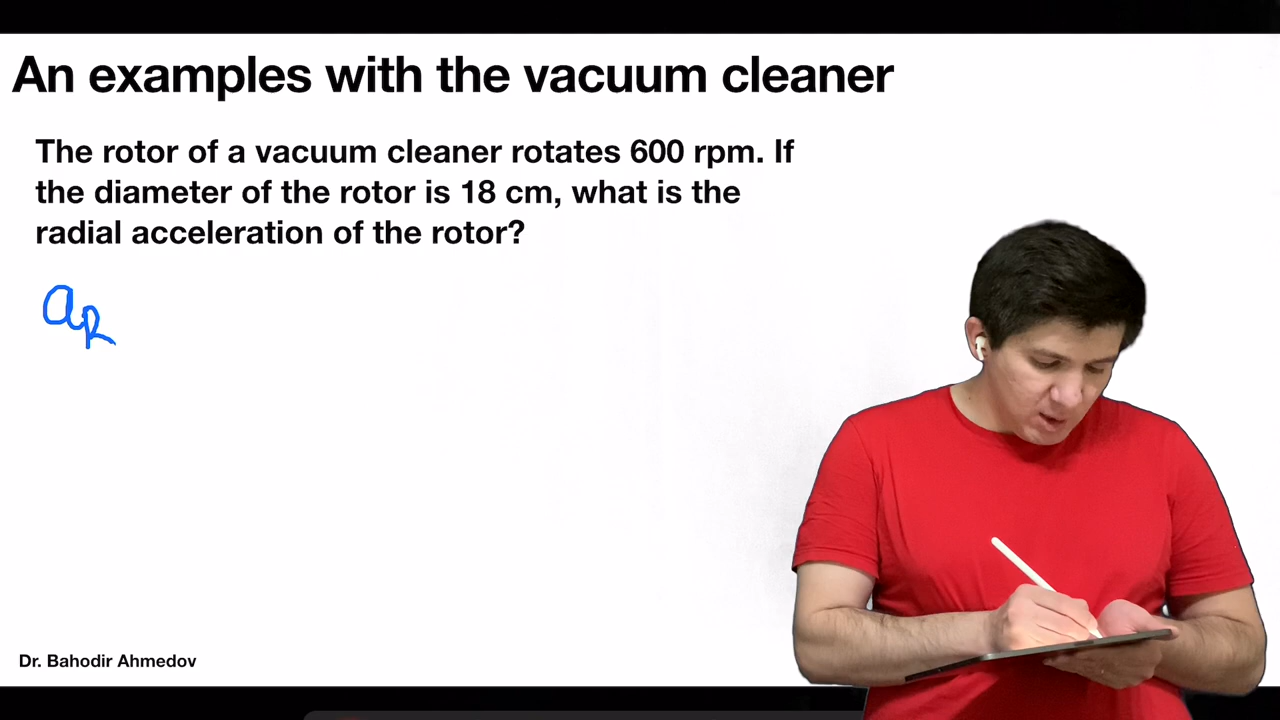 An examples with the vacuum cleaner
The rotor of a vacuum cleaner rotates 600 rpm. If
the diameter of the rotor is 18 cm, what is the
radial acceleration of the rotor?
aR
Dr. Bahodir Ahmedov